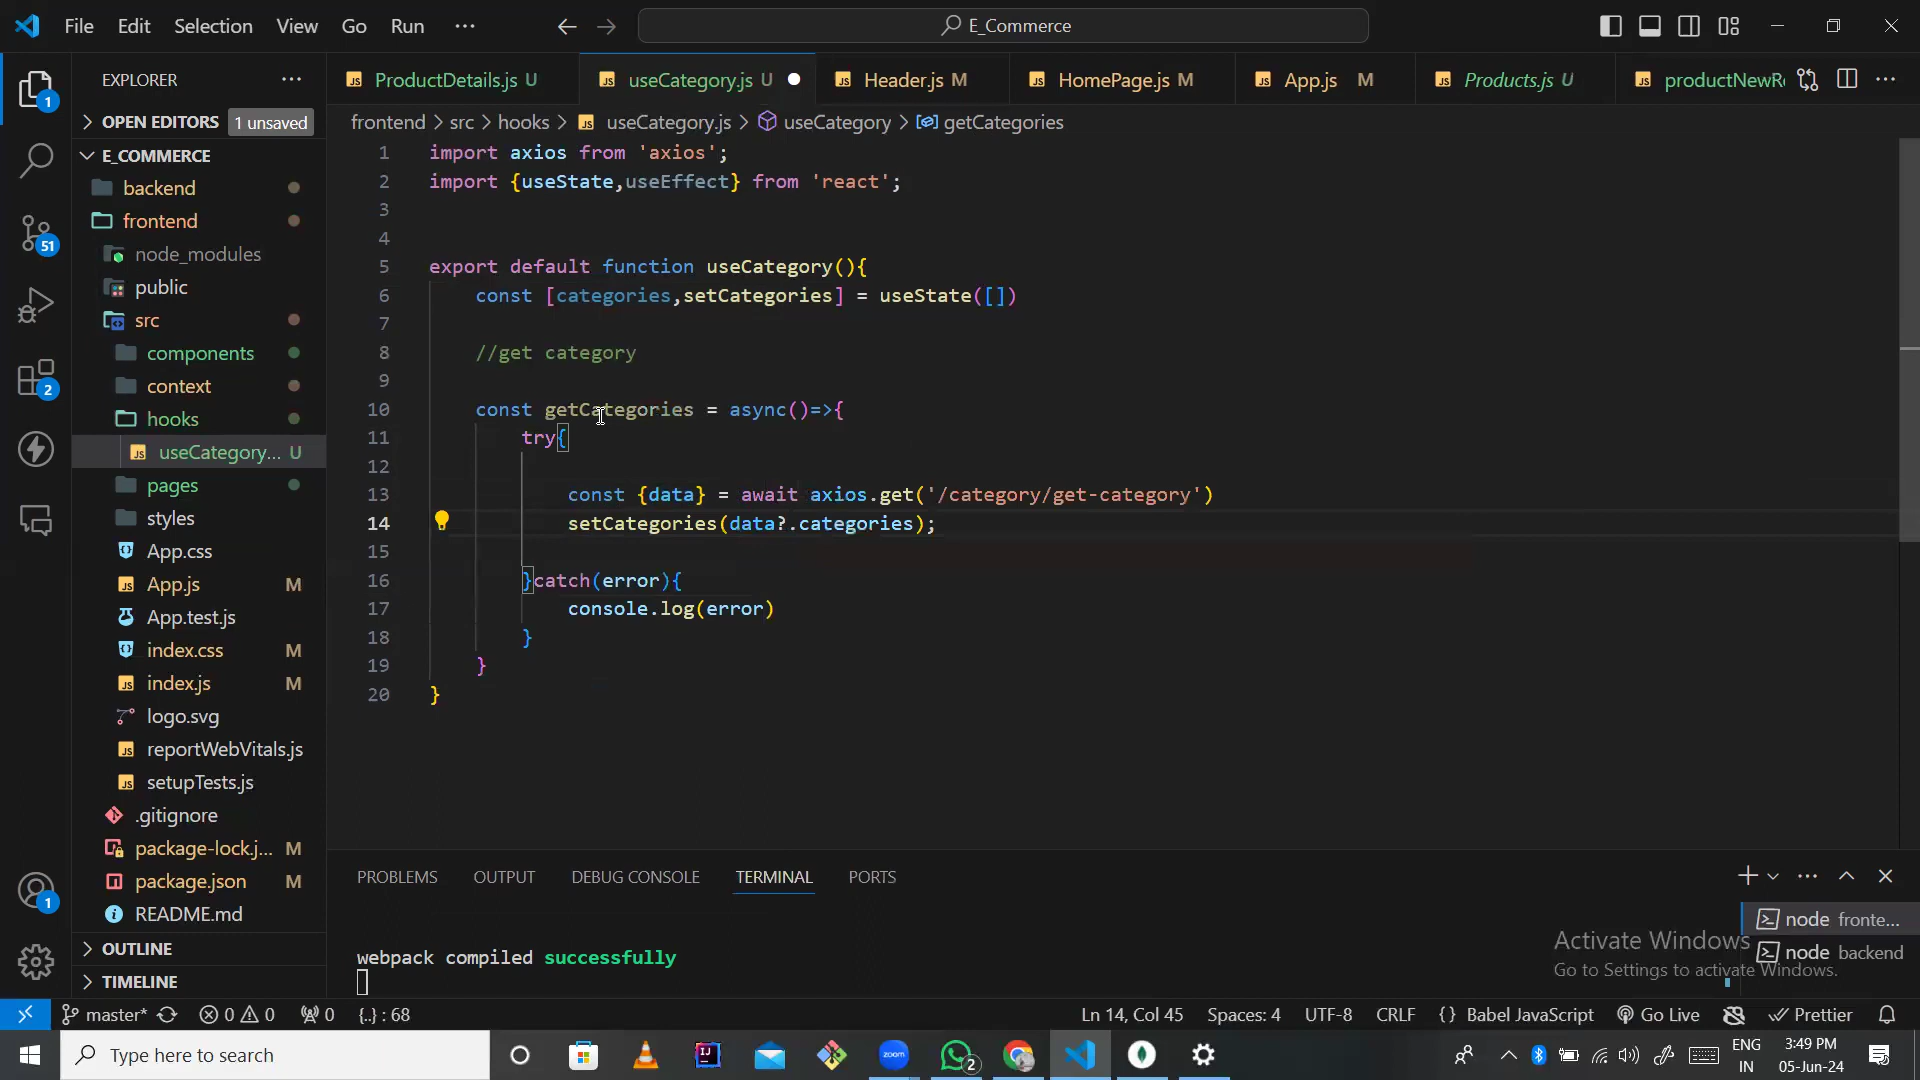 File Edit Selection View Go Run ··· E_Commerce
EXPLORER ···
ProductDetails.js U useCategory.js U Header.js M HomePage.js M App.js M Products.js U productNewR ···
OPEN EDITORS 1 unsaved
frontend > src > hooks > useCategory.js > useCategory > getCategories
E_COMMERCE
backend
frontend
node_modules
public
src
components
context
hooks
useCategory... U
pages
styles
App.css
App.js M
App.test.js
index.css M
index.js M
logo.svg
reportWebVitals.js
setupTests.js
.gitignore
package-lock.j... M
package.json M
README.md
OUTLINE
TIMELINE
1
51
2
1
1 import axios from 'axios';
2 import {useState,useEffect} from 'react';
3
4
5 export default function useCategory(){
6 const [categories,setCategories] = useState([])
7
8 //get category
9
10 const getCategories = async()=>{
11 try{
12
13 const {data} = await axios.get('/category/get-category')
14 setCategories(data?.categories);
15
16 }catch(error){
17 console.log(error)
18 }
19 }
20 }
PROBLEMS OUTPUT DEBUG CONSOLE TERMINAL PORTS
webpack compiled successfully
node fronte...
node backend
Activate Windows
Go to Settings to activate Windows.
master* 0 0 0 {..} : 68 Ln 14, Col 45 Spaces: 4 UTF-8 CRLF {} Babel JavaScript Go Live Prettier
Type here to search
zoom
2
ENG
IN
3:49 PM
05-Jun-24